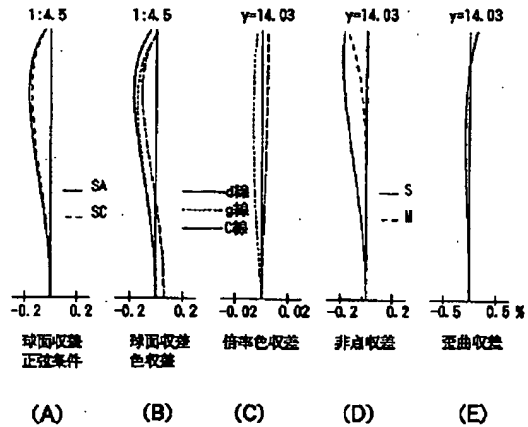 1:4.5 1:4.5 y=14.03 y=14.03 y=14.03
SA
SC
d線
g線
C線
S
M
-0.2 0.2 -0.2 0.2 -0.02 0.02 -0.2 0.2 -0.5 0.5 %
球面収差 球面収差 倍率色収差 非点収差 歪曲収差
正弦条件 色収差
(A) (B) (C) (D) (E)